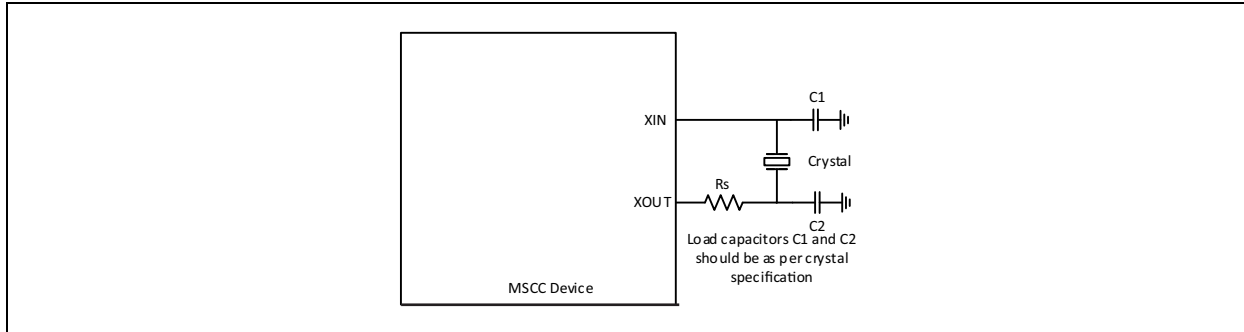 C1
XIN
Crystal
Rs
XOUT
C2
Load capacitors C1 and C2
should be as per crystal
specification
MSCC Device